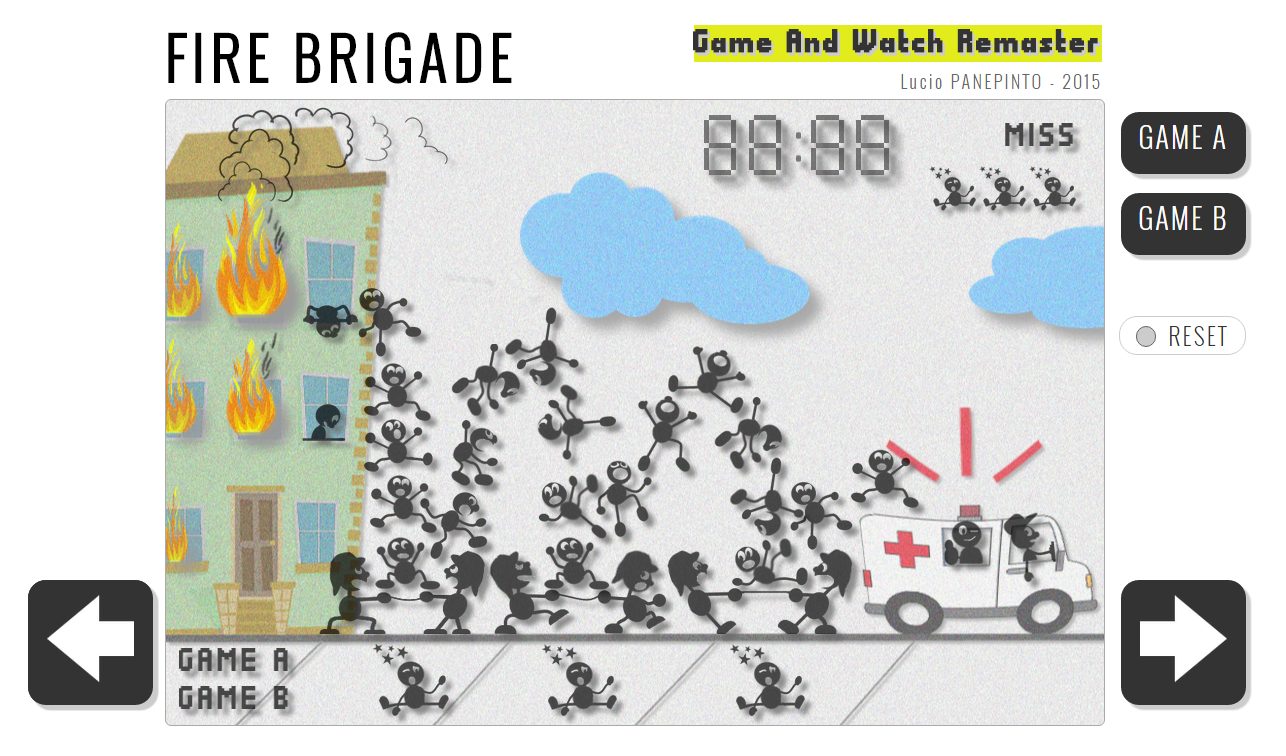 FIRE BRIGADE
Game And Watch Remaster
Lucio PANEPINTO - 2015
88:88
MISS
GAME A
GAME B
RESET
GAME A
GAME B